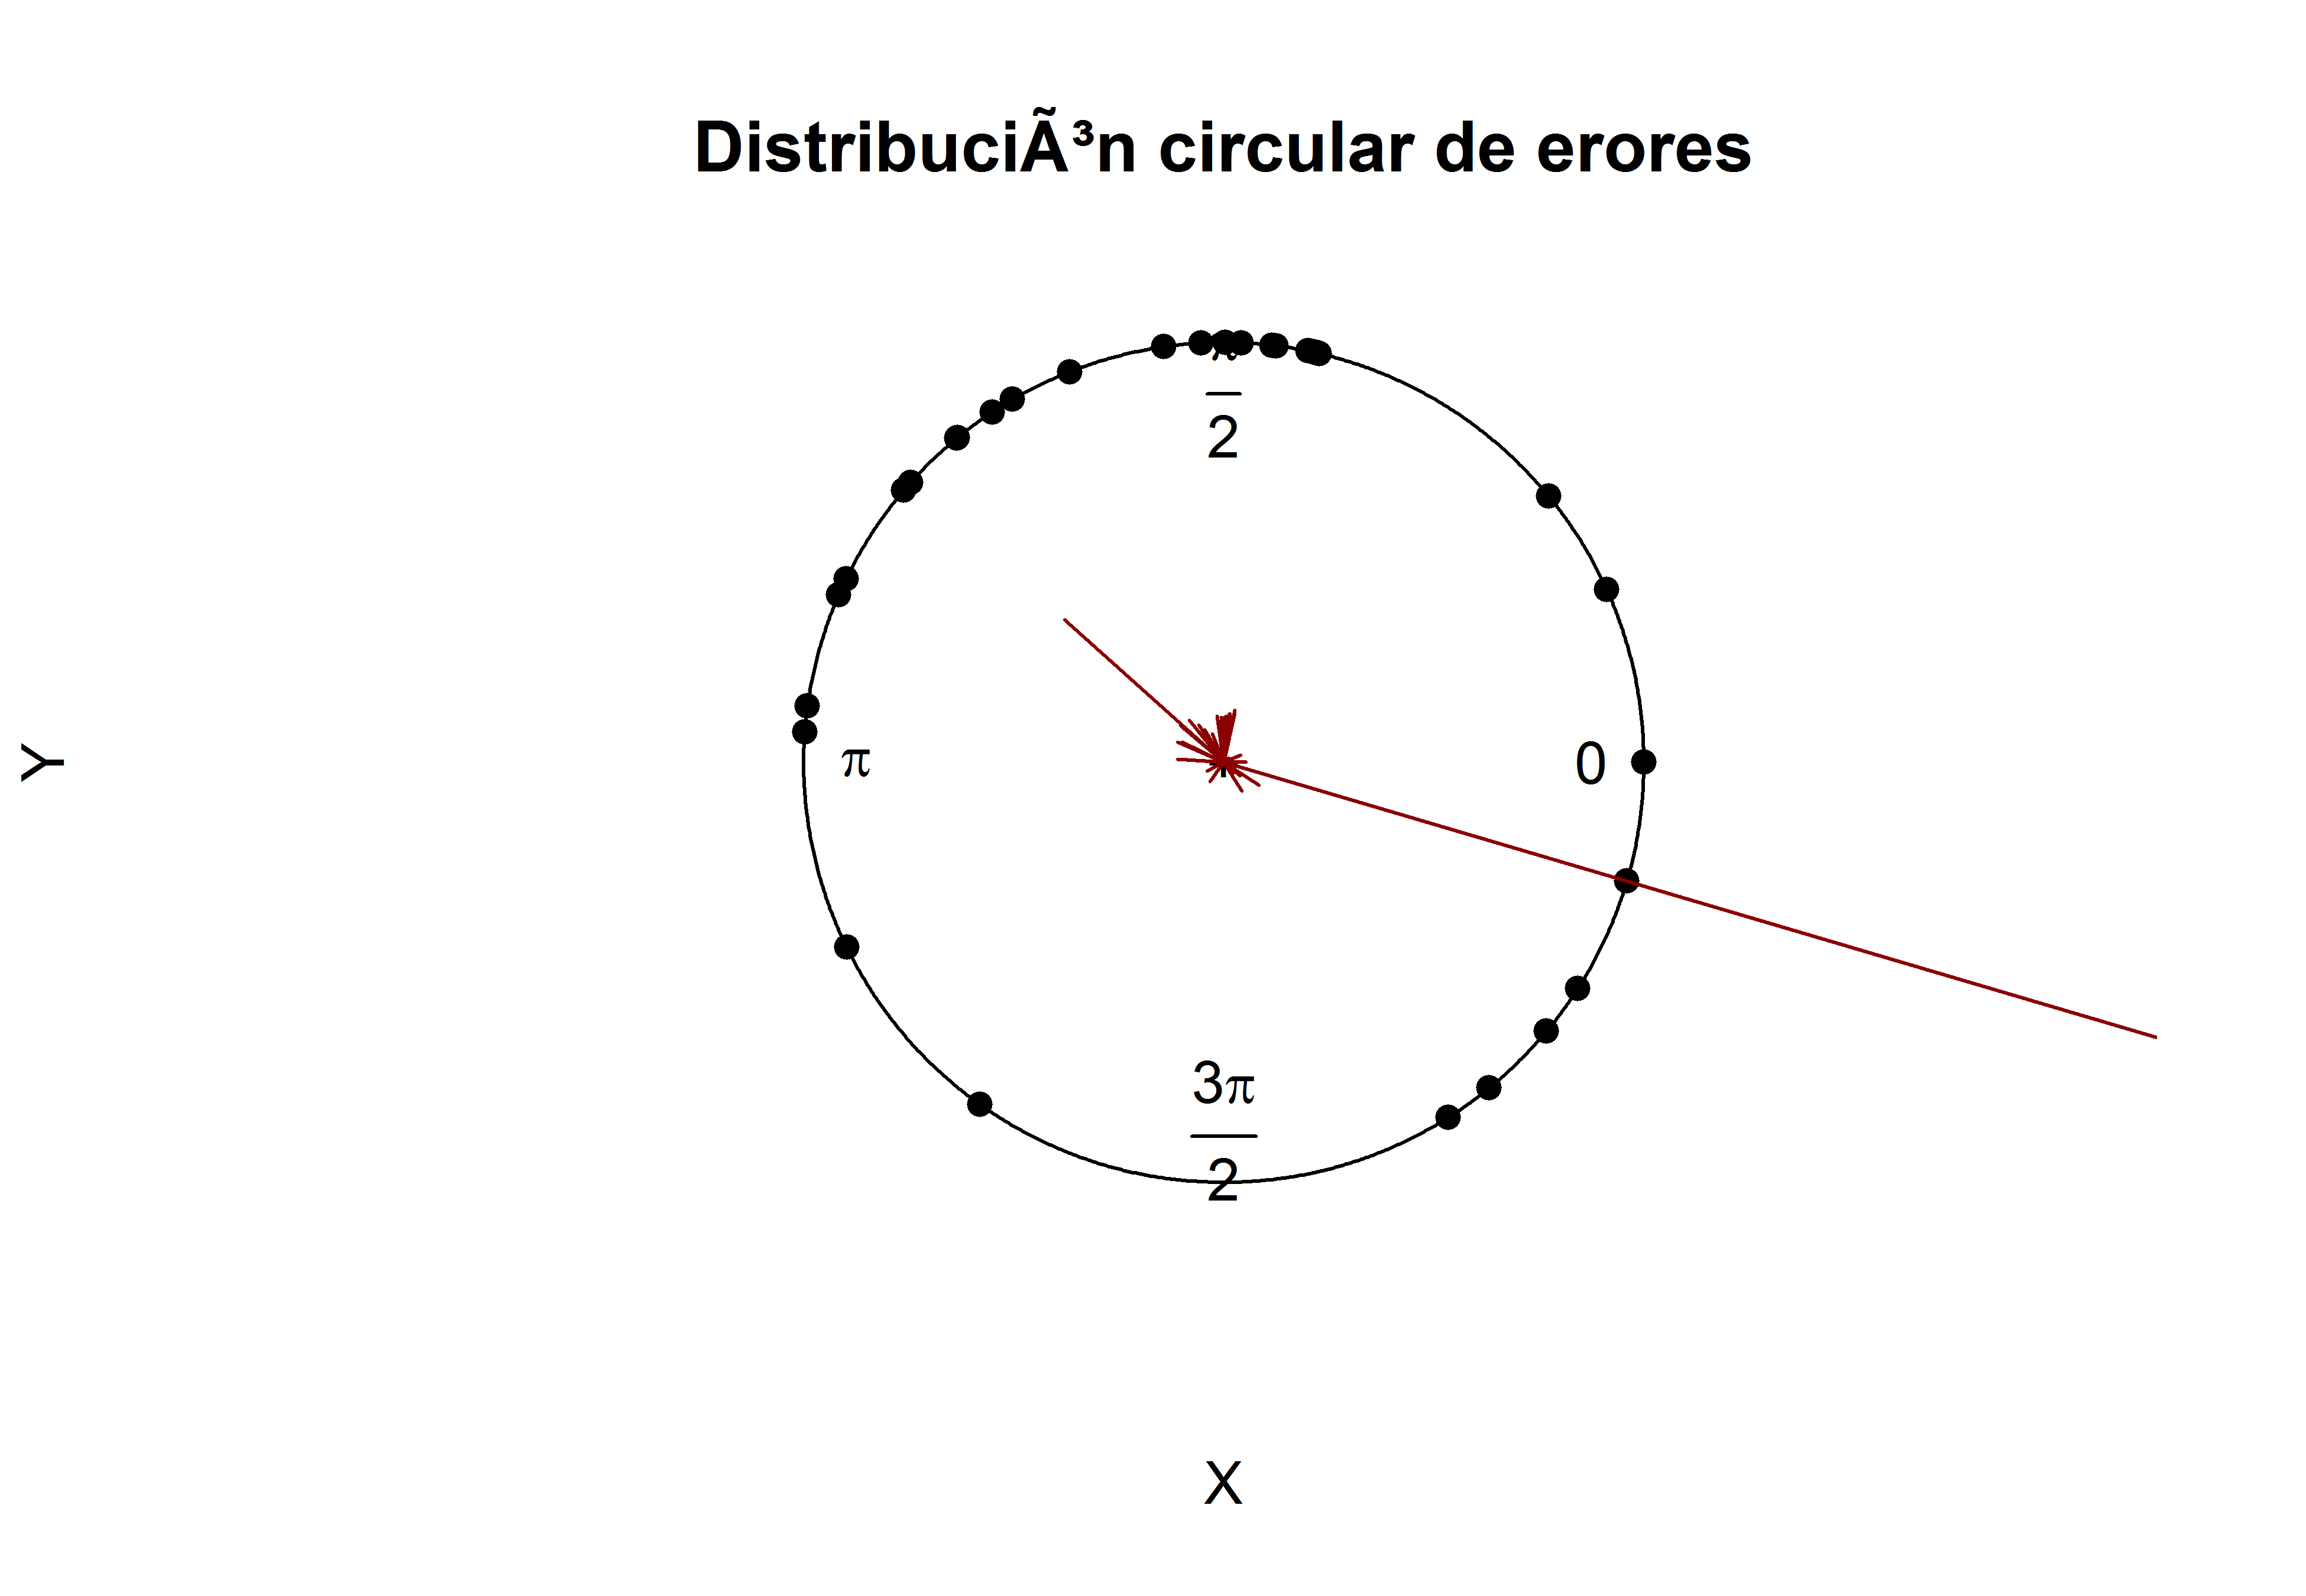 DistribuciÃ³n circular de erores
π
2
Y
π
0
3π
2
X